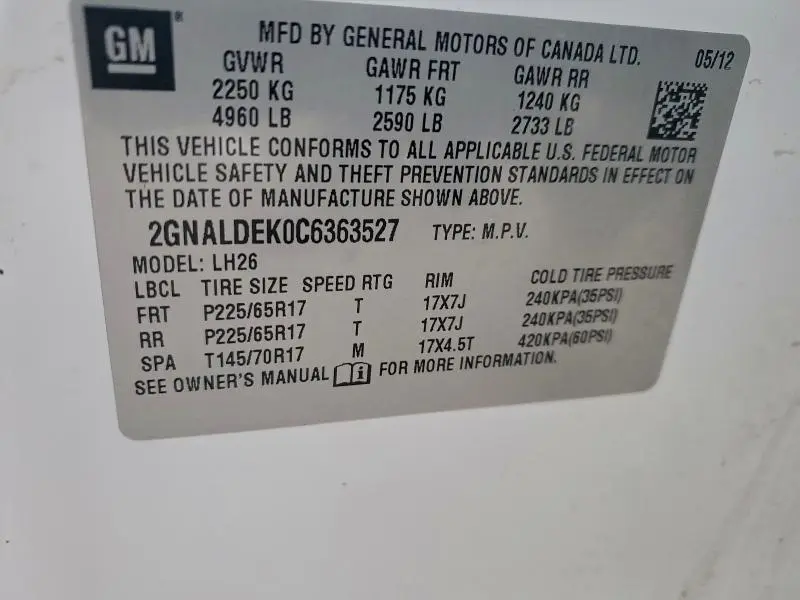 GM®
MFD BY GENERAL MOTORS OF CANADA LTD. 05/12
GVWR GAWR FRT GAWR RR
2250 KG 1175 KG 1240 KG
4960 LB 2590 LB 2733 LB
THIS VEHICLE CONFORMS TO ALL APPLICABLE U.S. FEDERAL MOTOR
VEHICLE SAFETY AND THEFT PREVENTION STANDARDS IN EFFECT ON
THE DATE OF MANUFACTURE SHOWN ABOVE.
2GNALDEK0C6363527 TYPE: M.P.V.
MODEL: LH26
LBCL TIRE SIZE SPEED RTG RIM COLD TIRE PRESSURE
FRT P225/65R17 T 17X7J 240KPA(35PSI)
RR P225/65R17 T 17X7J 240KPA(35PSI)
SPA T145/70R17 M 17X4.5T 420KPA(60PSI)
SEE OWNER'S MANUAL FOR MORE INFORMATION.